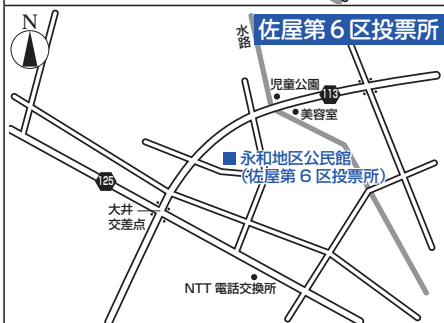 佐屋第6区投票所
N
水路
児童公園
113
美容室
永和地区公民館
(佐屋第6区投票所)
125
大井
交差点
NTT 電話交換所